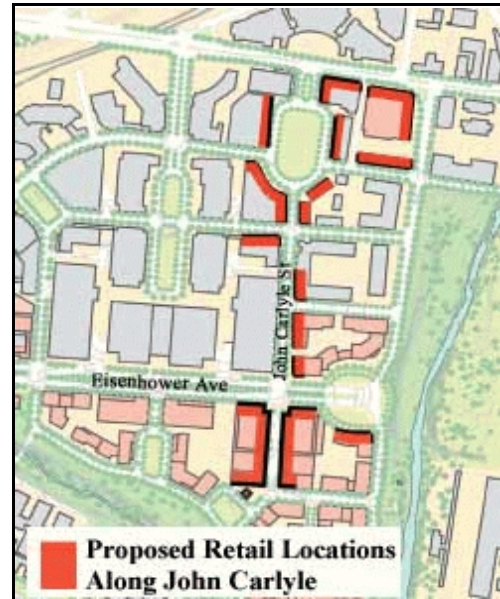 John Carlyle St
Eisenhower Ave
Proposed Retail Locations
Along John Carlyle